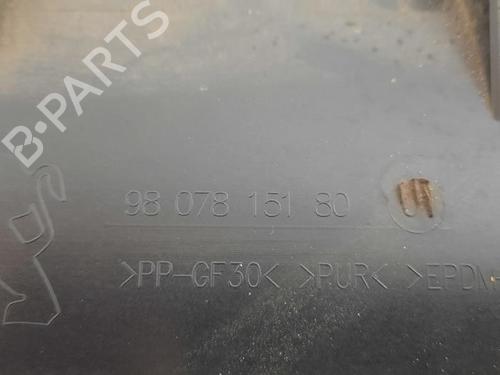 B-PARTS
98 078 151 80
>PP-GF30< >PUR< >EPDM